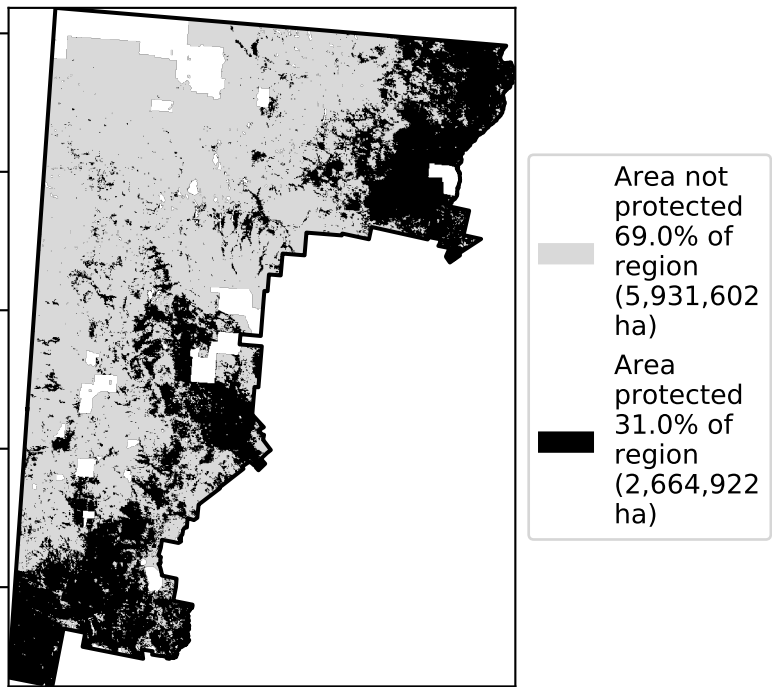 Area not
protected
69.0% of
region
(5,931,602
ha)
Area
protected
31.0% of
region
(2,664,922
ha)